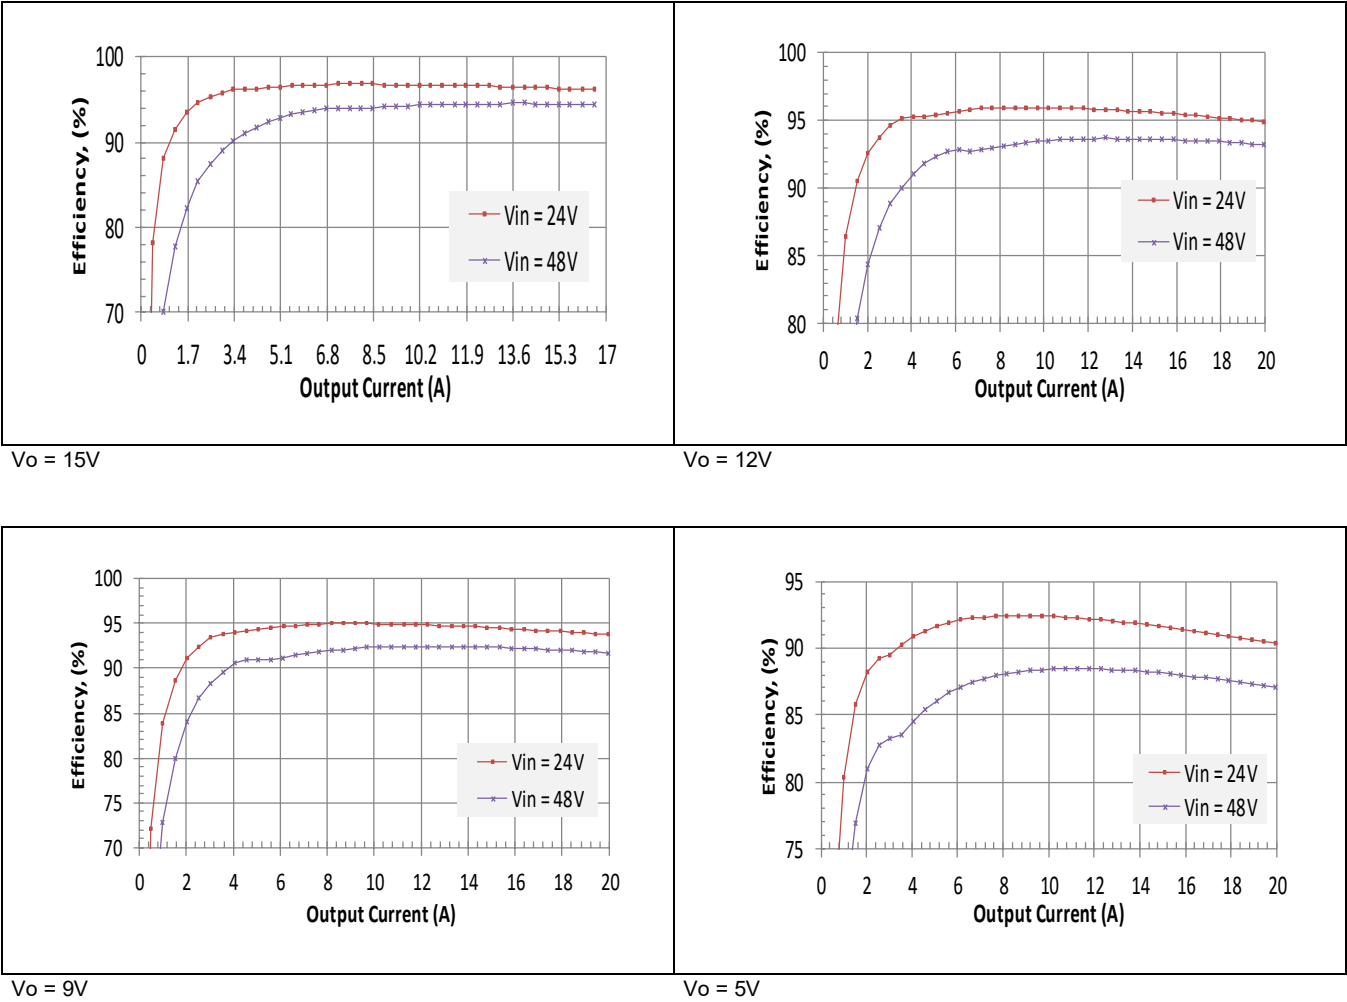 100
90
80
70
Efficiency, (%)
Vin = 24V
Vin = 48V
0 1.7 3.4 5.1 6.8 8.5 10.2 11.9 13.6 15.3 17
Output Current (A)
Vo = 15V
100
95
90
85
80
Efficiency, (%)
Vin = 24V
Vin = 48V
0 2 4 6 8 10 12 14 16 18 20
Output Current (A)
Vo = 12V
100
95
90
85
80
75
70
Efficiency, (%)
Vin = 24V
Vin = 48V
0 2 4 6 8 10 12 14 16 18 20
Output Current (A)
Vo = 9V
95
90
85
80
75
Efficiency, (%)
Vin = 24V
Vin = 48V
0 2 4 6 8 10 12 14 16 18 20
Output Current (A)
Vo = 5V